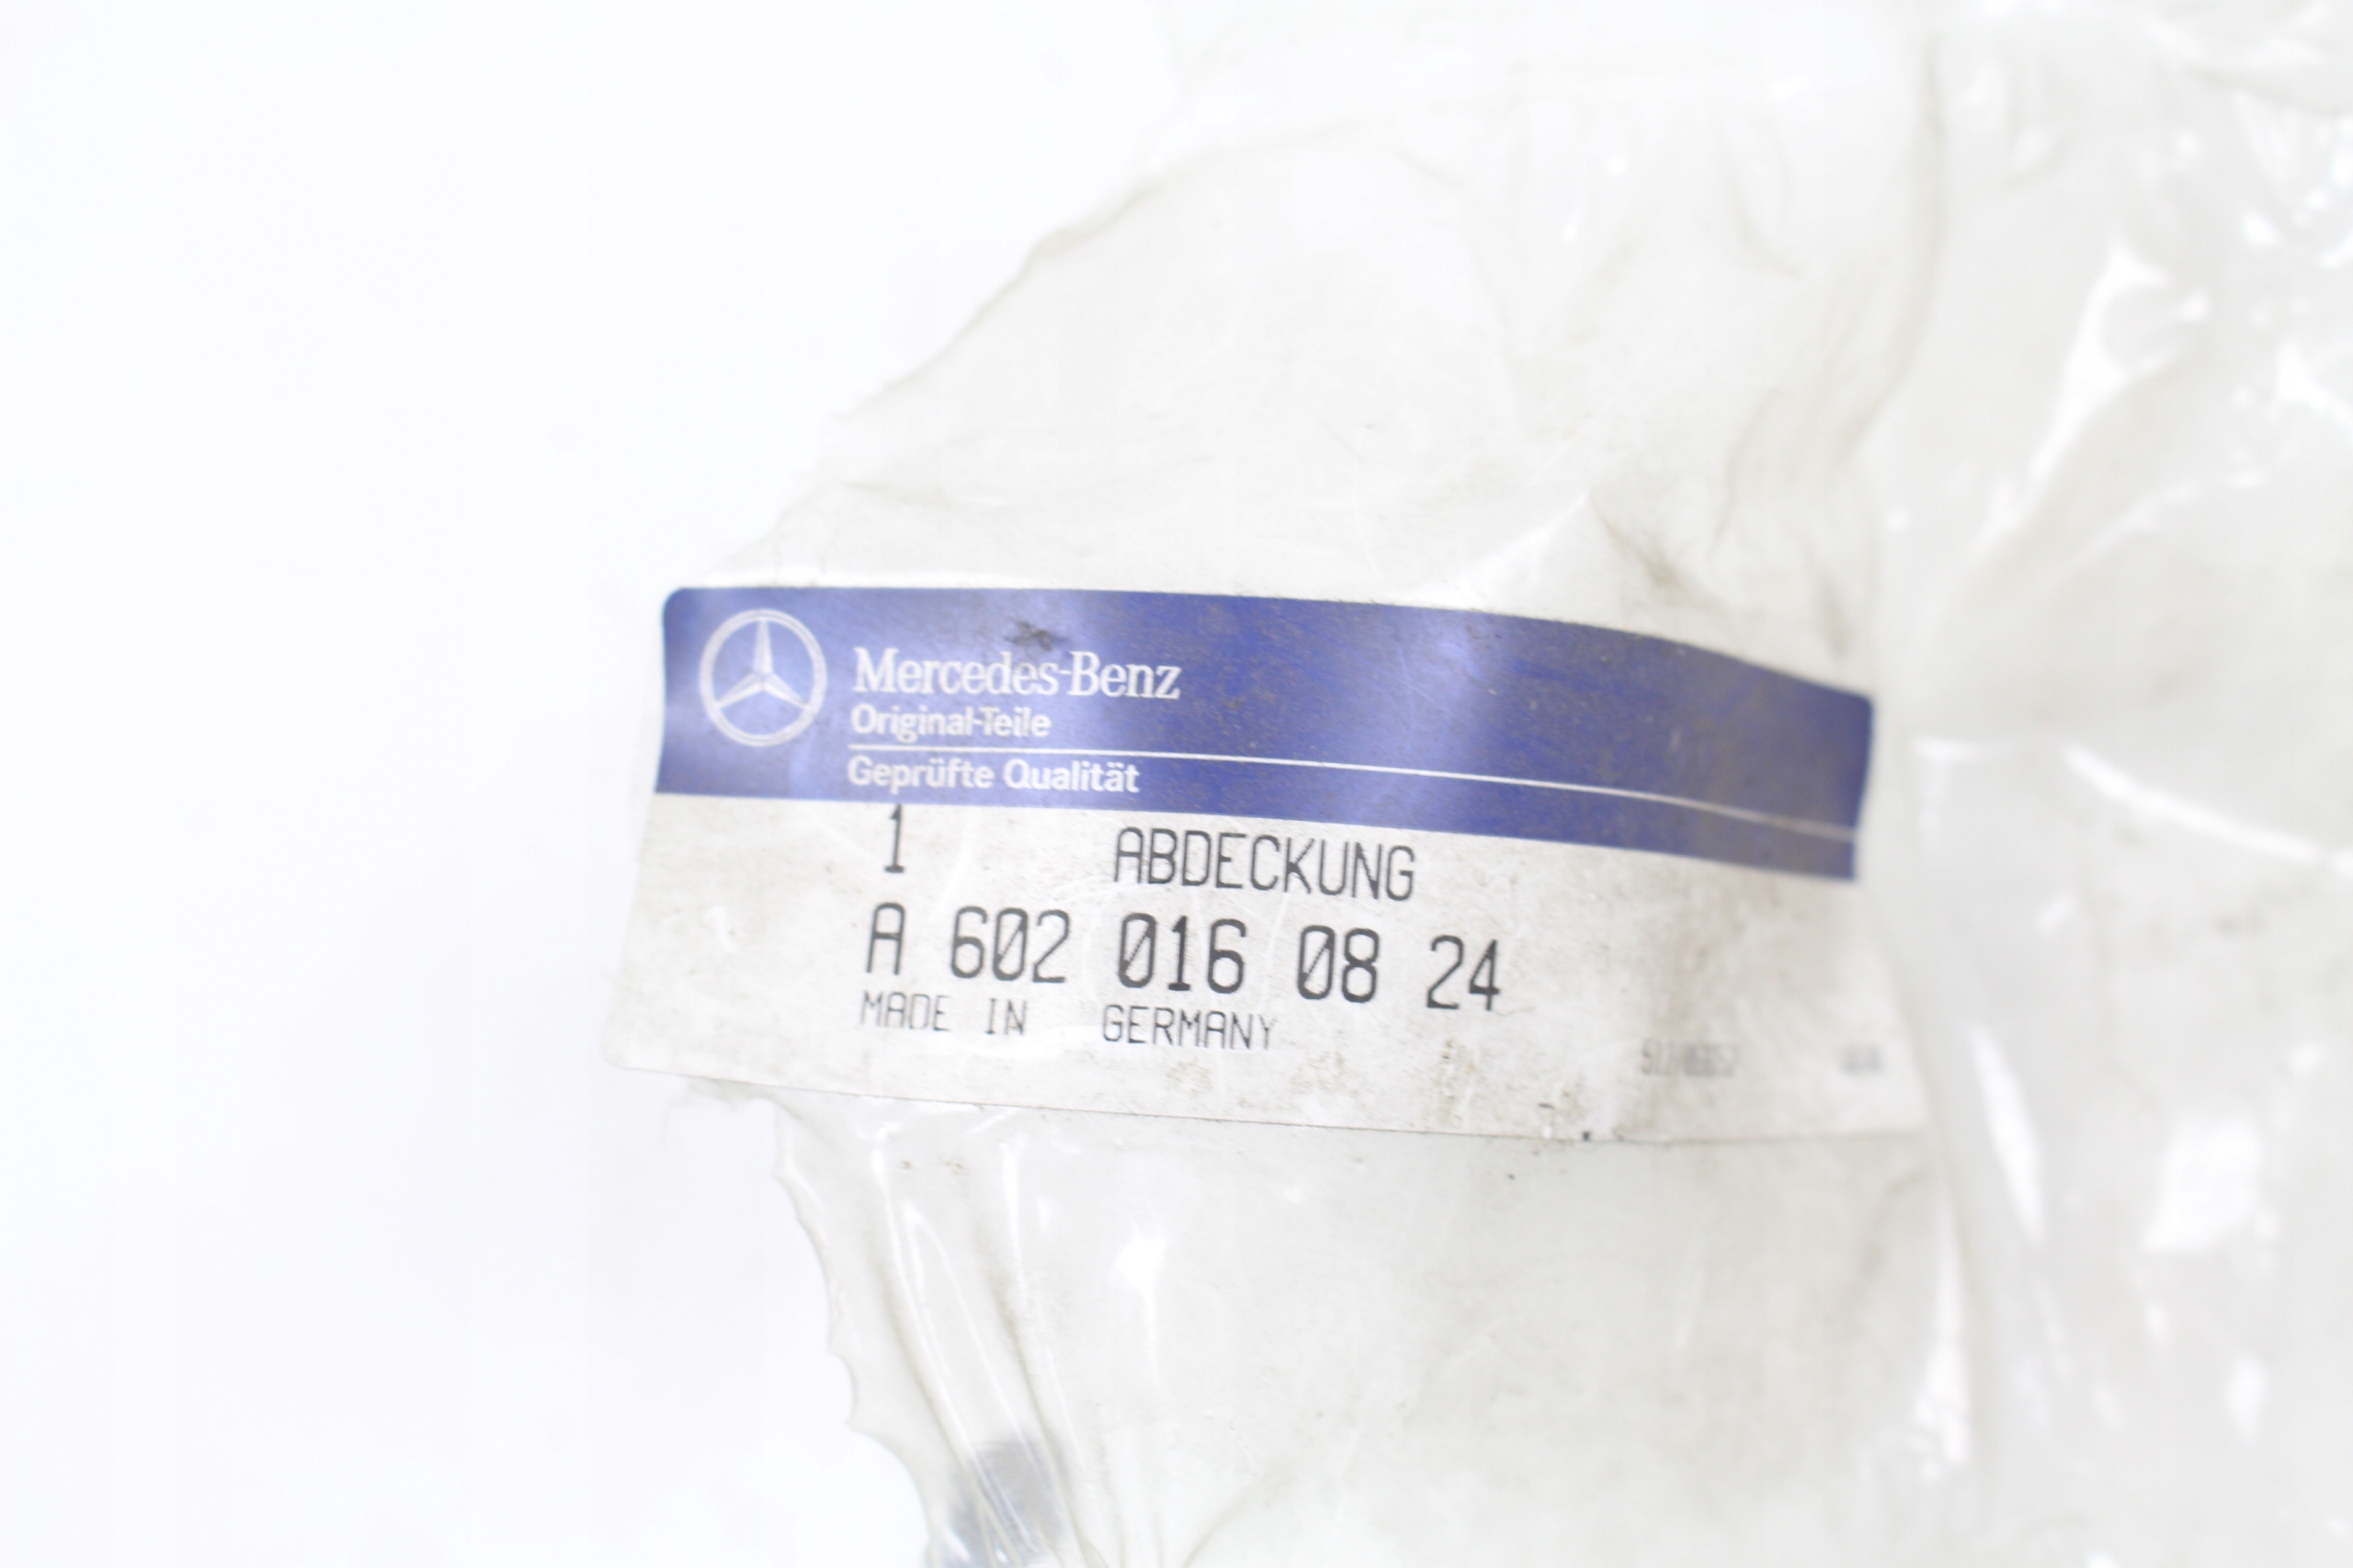 Mercedes-Benz
Original-Teile
Geprüfte Qualität
1 ABDECKUNG
A 602 016 08 24
MADE IN GERMANY